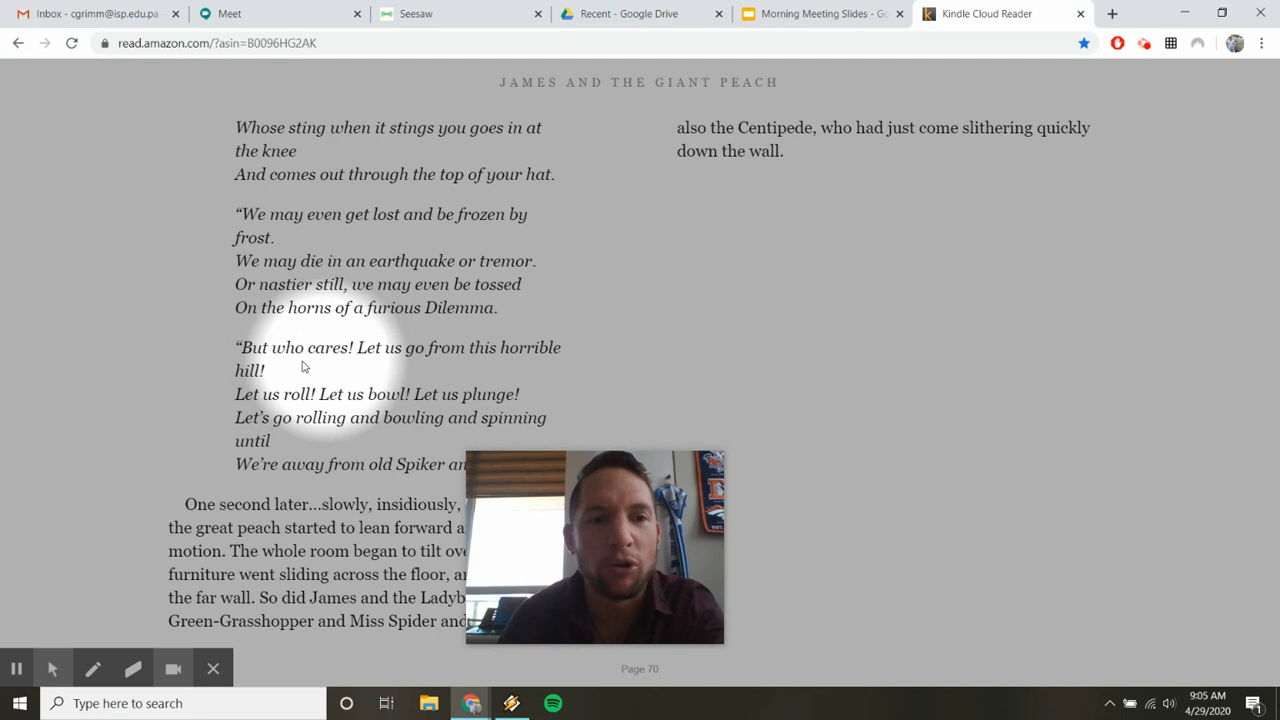 Inbox - cgrimm@isp.edu.pa
Meet
Seesaw
Recent - Google Drive
Morning Meeting Slides - Go
Kindle Cloud Reader
read.amazon.com/?asin=B0096HG2AK
JAMES AND THE GIANT PEACH
Whose sting when it stings you goes in at
the knee
And comes out through the top of your hat.
“We may even get lost and be frozen by
frost.
We may die in an earthquake or tremor.
Or nastier still, we may even be tossed
On the horns of a furious Dilemma.
“But who cares! Let us go from this horrible
hill!
Let us roll! Let us bowl! Let us plunge!
Let’s go rolling and bowling and spinning
until
We’re away from old Spiker an
One second later…slowly, insidiously,
the great peach started to lean forward a
motion. The whole room began to tilt ove
furniture went sliding across the floor, an
the far wall. So did James and the Ladyb
Green-Grasshopper and Miss Spider and
also the Centipede, who had just come slithering quickly
down the wall.
Page 70
Type here to search
9:05 AM
4/29/2020
1